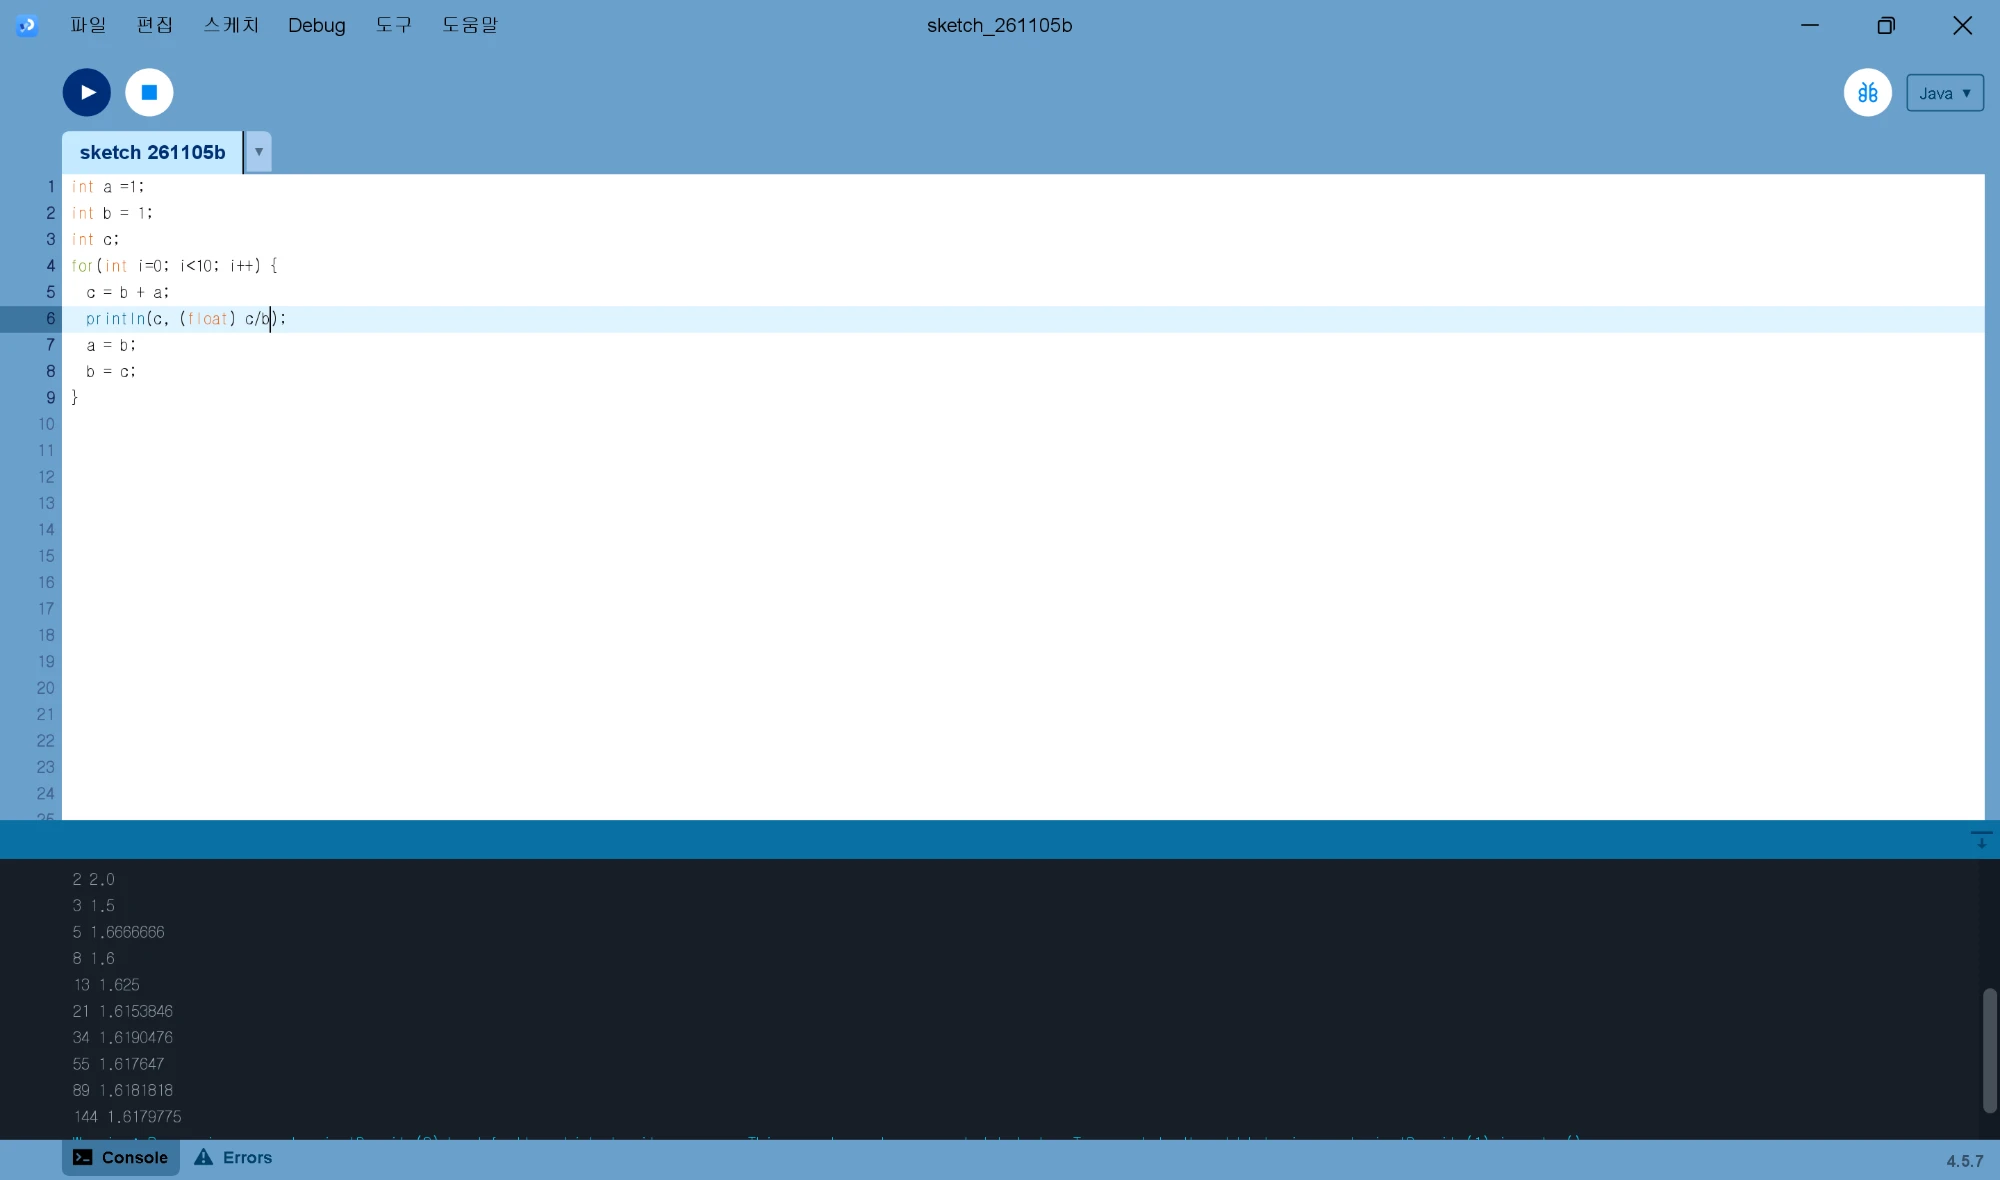 파일 편집 스케치 Debug 도구 도움말 sketch_261105b
Java ▼
sketch 261105b ▼
1 int a =1;
2 int b = 1;
3 int c;
4 for(int i=0; i<10; i++) {
5 c = b + a;
6 println(c, (float) c/b);
7 a = b;
8 b = c;
9 }
10
11
12
13
14
15
16
17
18
19
20
21
22
23
24
25
2 2.0
3 1.5
5 1.6666666
8 1.6
13 1.625
21 1.6153846
34 1.6190476
55 1.617647
89 1.6181818
144 1.6179775
Console Errors
4.5.7